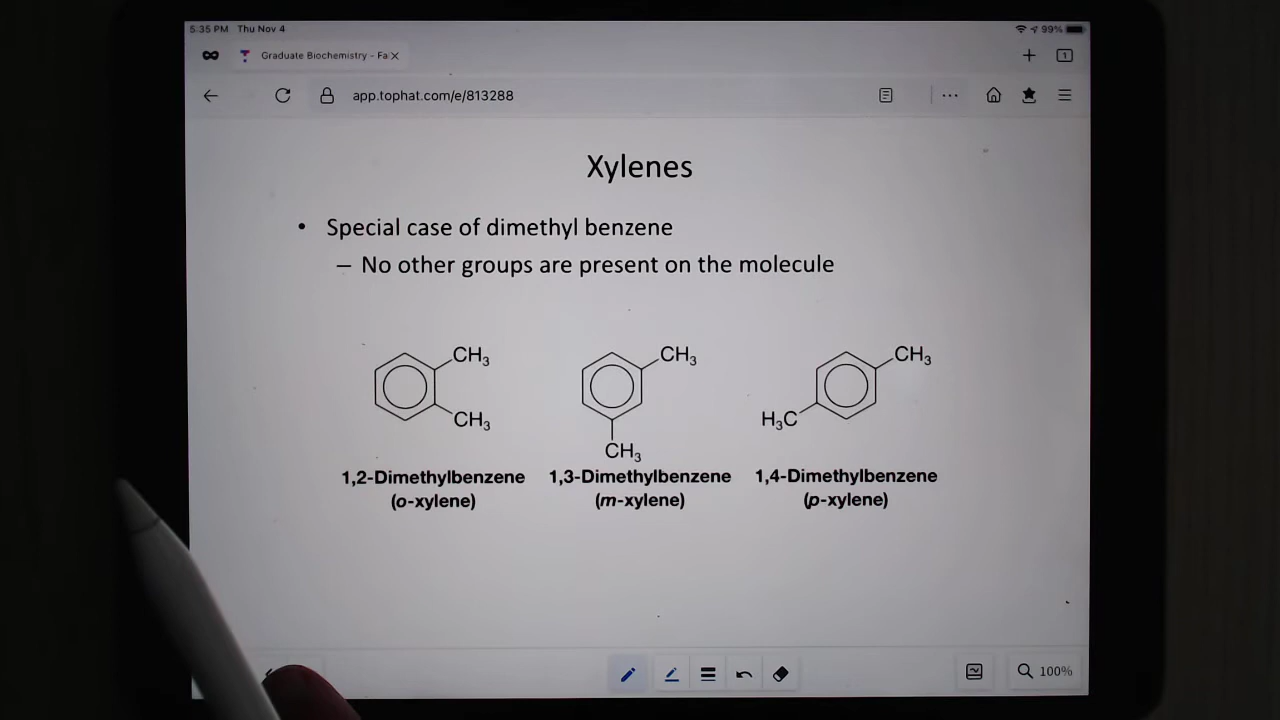 5:35 PM Thu Nov 4
99%
Graduate Biochemistry - Fa
1
app.tophat.com/e/813288
Xylenes
• Special case of dimethyl benzene
– No other groups are present on the molecule
CH₃ CH₃ CH₃
CH₃ H₃C
CH₃
1,2-Dimethylbenzene 1,3-Dimethylbenzene 1,4-Dimethylbenzene
(o-xylene) (m-xylene) (p-xylene)
100%